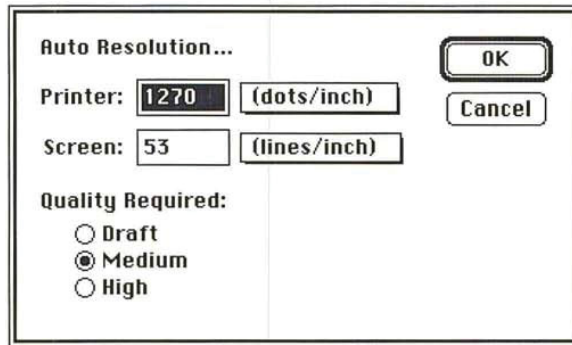 Auto Resolution...
OK
Printer: 1270 (dots/inch)
Cancel
Screen: 53 (lines/inch)
Quality Required:
Draft
Medium
High